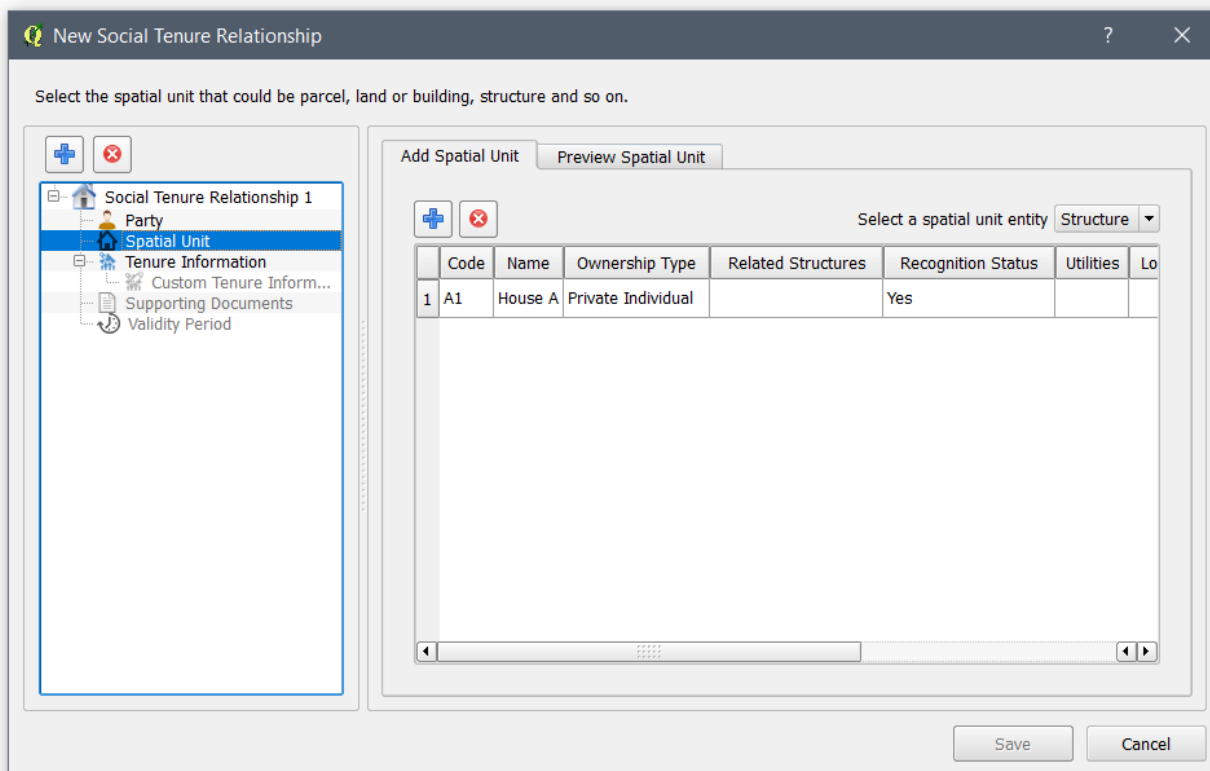 New Social Tenure Relationship
Select the spatial unit that could be parcel, land or building, structure and so on.
Social Tenure Relationship 1
Party
Spatial Unit
Tenure Information
Custom Tenure Inform...
Supporting Documents
Validity Period
Add Spatial Unit Preview Spatial Unit
Select a spatial unit entity Structure
Code Name Ownership Type Related Structures Recognition Status Utilities Lo
1 A1 House A Private Individual Yes
Save Cancel